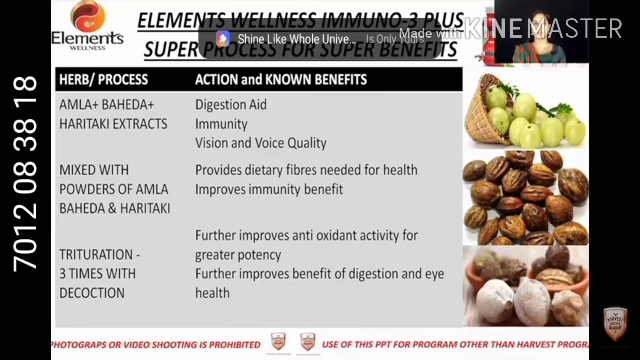 ELEMENTS WELLNESS IMMUNO-3 PLUS
SUPER PROCESS FOR SUPER BENEFITS
Elements
WELLNESS
Shine Like Whole Unive...
Is Only Yours
Made with KINEMASTER
7012 08 38 18
HERB/ PROCESS
ACTION and KNOWN BENEFITS
AMLA+ BAHEDA+
HARITAKI EXTRACTS
Digestion Aid
Immunity
Vision and Voice Quality
MIXED WITH
POWDERS OF AMLA
BAHEDA & HARITAKI
Provides dietary fibres needed for health
Improves immunity benefit
TRITURATION -
3 TIMES WITH
DECOCTION
Further improves anti oxidant activity for
greater potency
Further improves benefit of digestion and eye
health
PHOTOGRAPS OR VIDEO SHOOTING IS PROHIBITED
USE OF THIS PPT FOR PROGRAM OTHER THAN HARVEST PROGRA